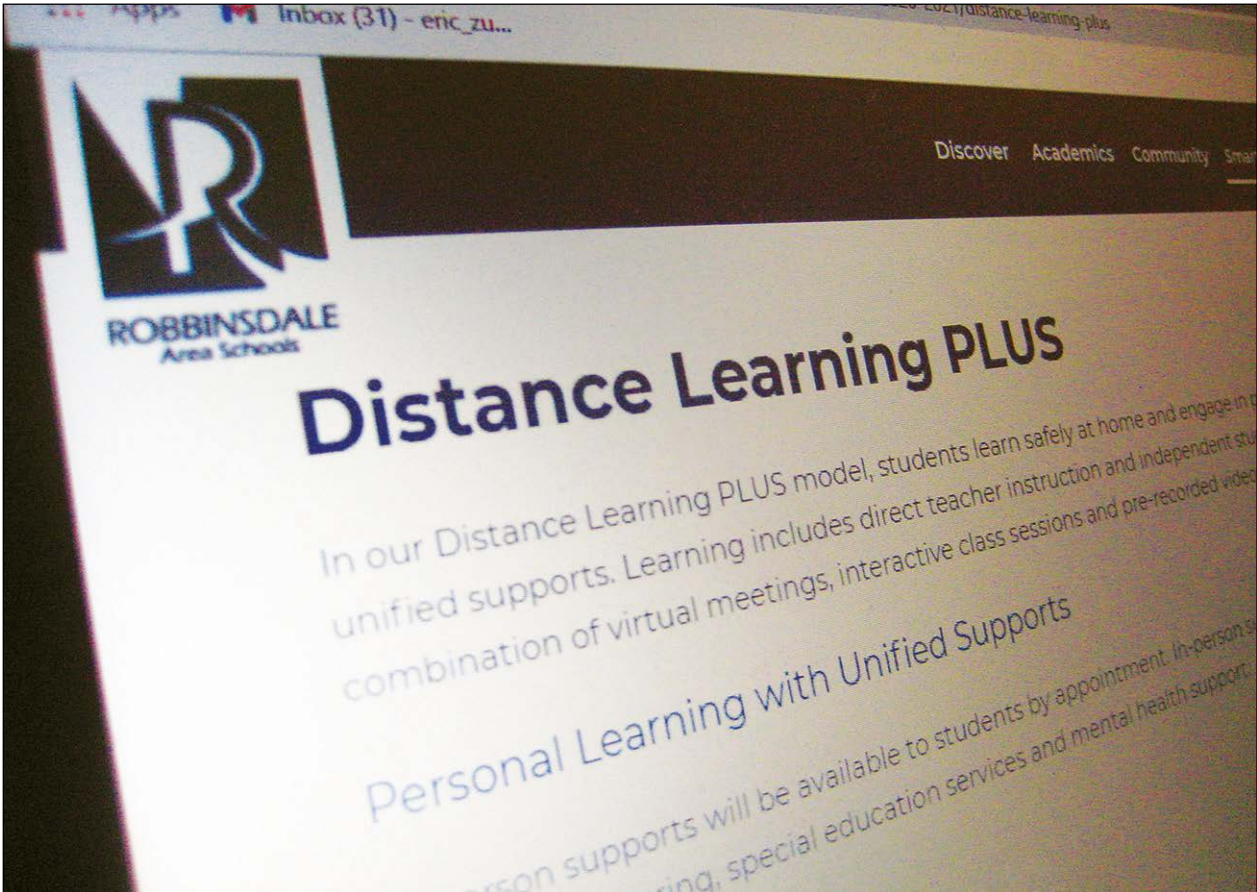 Apps Inbox (31) - eric_zu...
2020-2021/distance-learning-plus
Discover Academics Community
ROBBINSDALE
Area Schools
Distance Learning PLUS
In our Distance Learning PLUS model, students learn safely at home and engage in
unified supports. Learning includes direct teacher instruction and independent
combination of virtual meetings, interactive class sessions and pre-recorded video
Personal Learning with Unified Supports
supports will be available to students by appointment. In-person
special education services and mental health support.